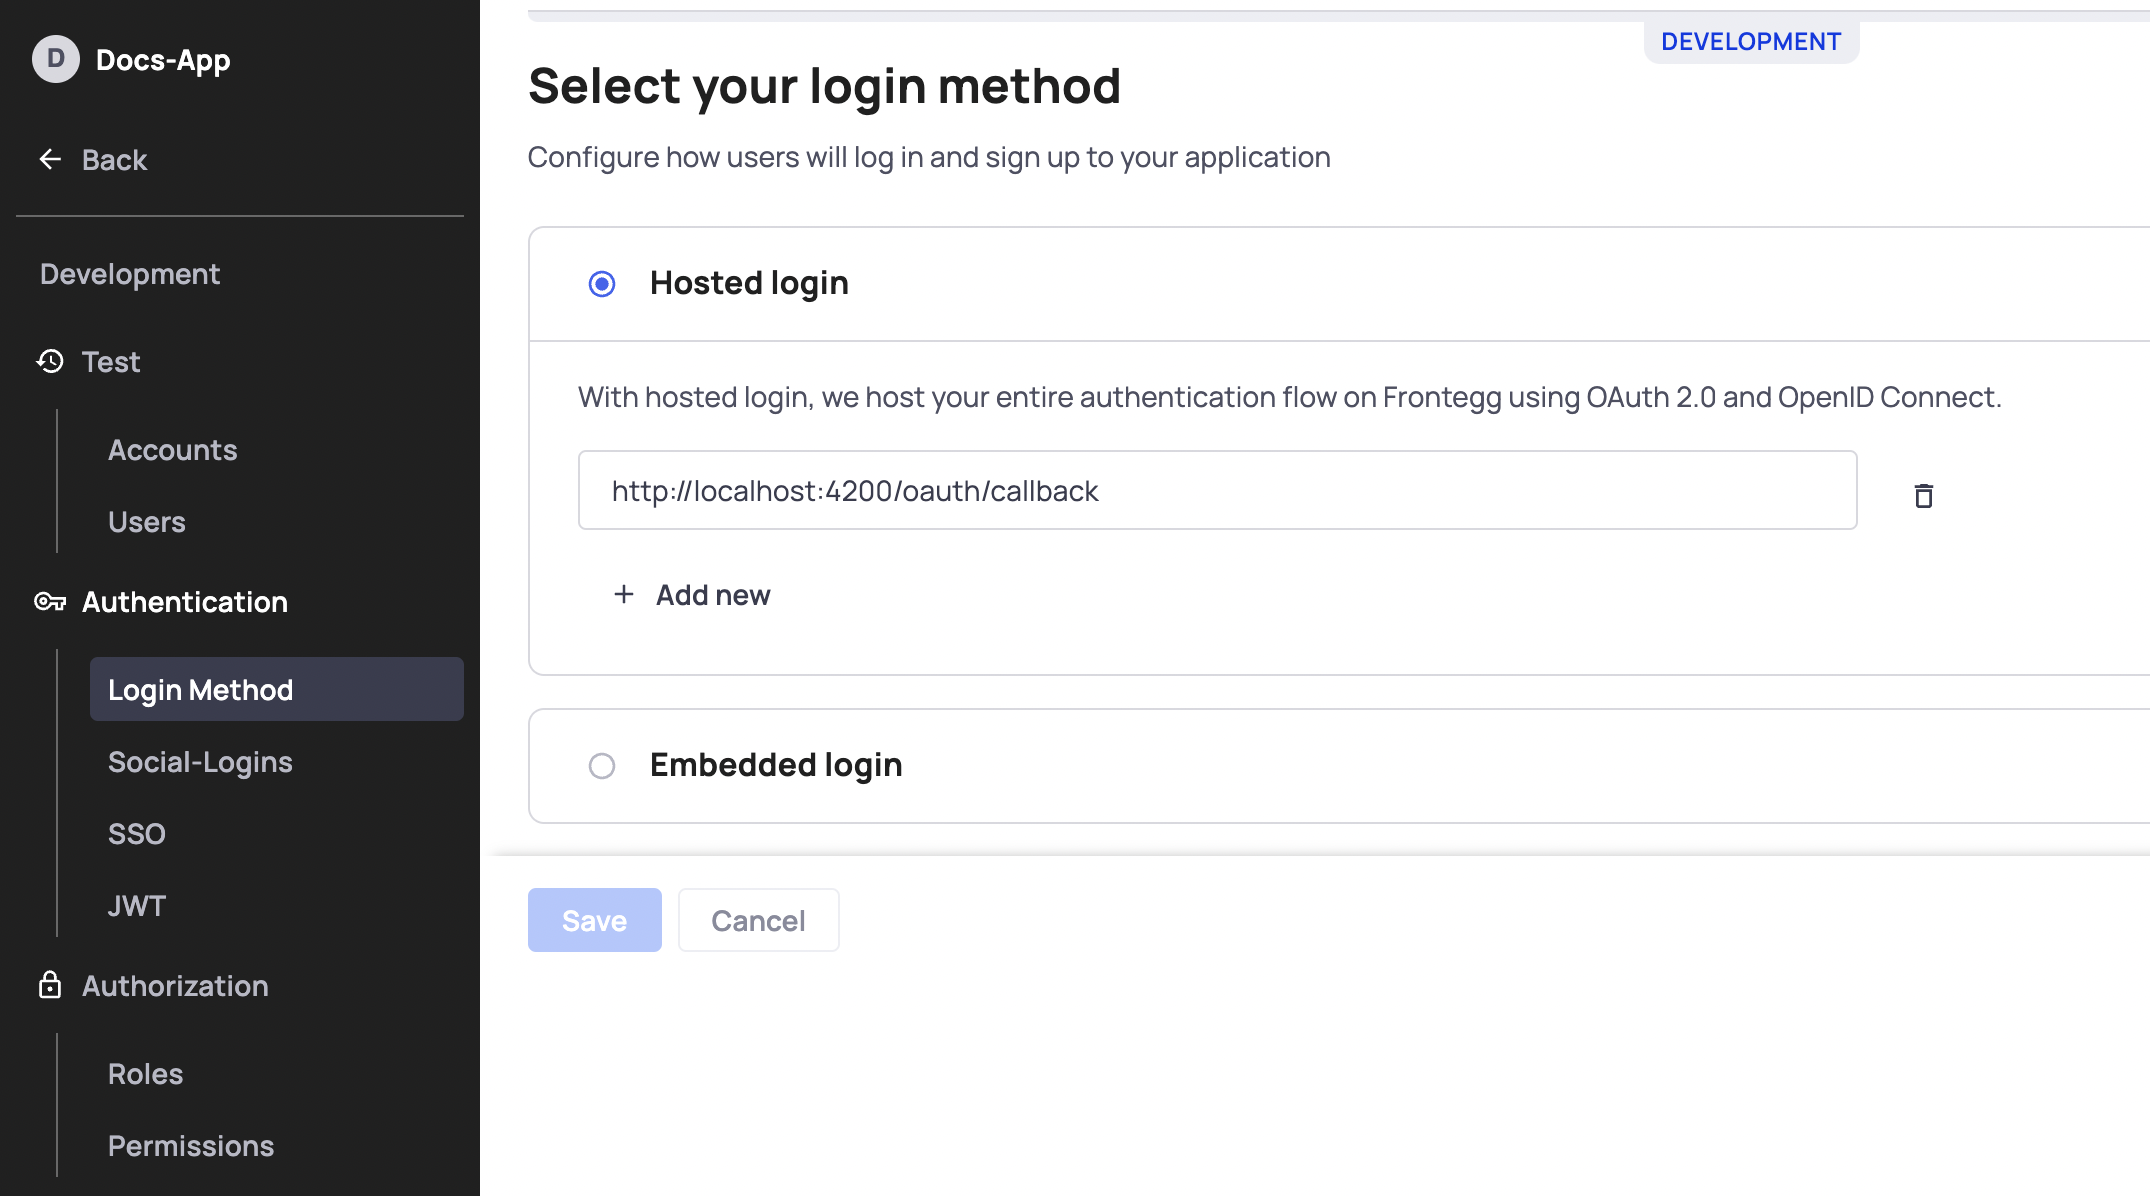 D Docs-App
Back
Development
Test
Accounts
Users
Authentication
Login Method
Social-Logins
SSO
JWT
Authorization
Roles
Permissions
DEVELOPMENT
Select your login method
Configure how users will log in and sign up to your application
Hosted login
With hosted login, we host your entire authentication flow on Frontegg using OAuth 2.0 and OpenID Connect.
http://localhost:4200/oauth/callback
+ Add new
Embedded login
Save Cancel